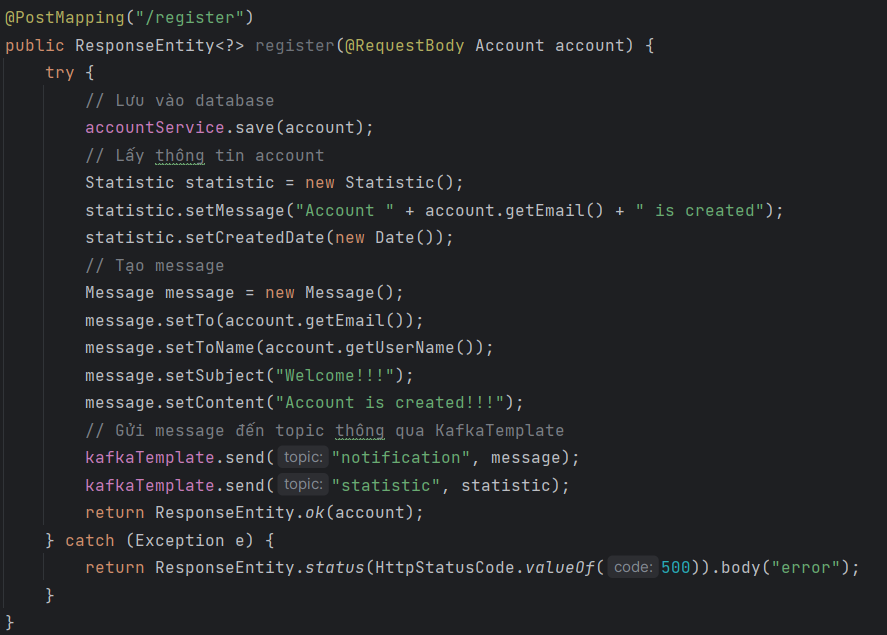 @PostMapping("/register")
public ResponseEntity<?> register(@RequestBody Account account) {
    try {
        // Lưu vào database
        accountService.save(account);
        // Lấy thông tin account
        Statistic statistic = new Statistic();
        statistic.setMessage("Account " + account.getEmail() + " is created");
        statistic.setCreatedDate(new Date());
        // Tạo message
        Message message = new Message();
        message.setTo(account.getEmail());
        message.setToName(account.getUserName());
        message.setSubject("Welcome!!!");
        message.setContent("Account is created!!!");
        // Gửi message đến topic thông qua KafkaTemplate
        kafkaTemplate.send( topic: "notification", message);
        kafkaTemplate.send( topic: "statistic", statistic);
        return ResponseEntity.ok(account);
    } catch (Exception e) {
        return ResponseEntity.status(HttpStatusCode.valueOf( code: 500)).body("error");
    }
}